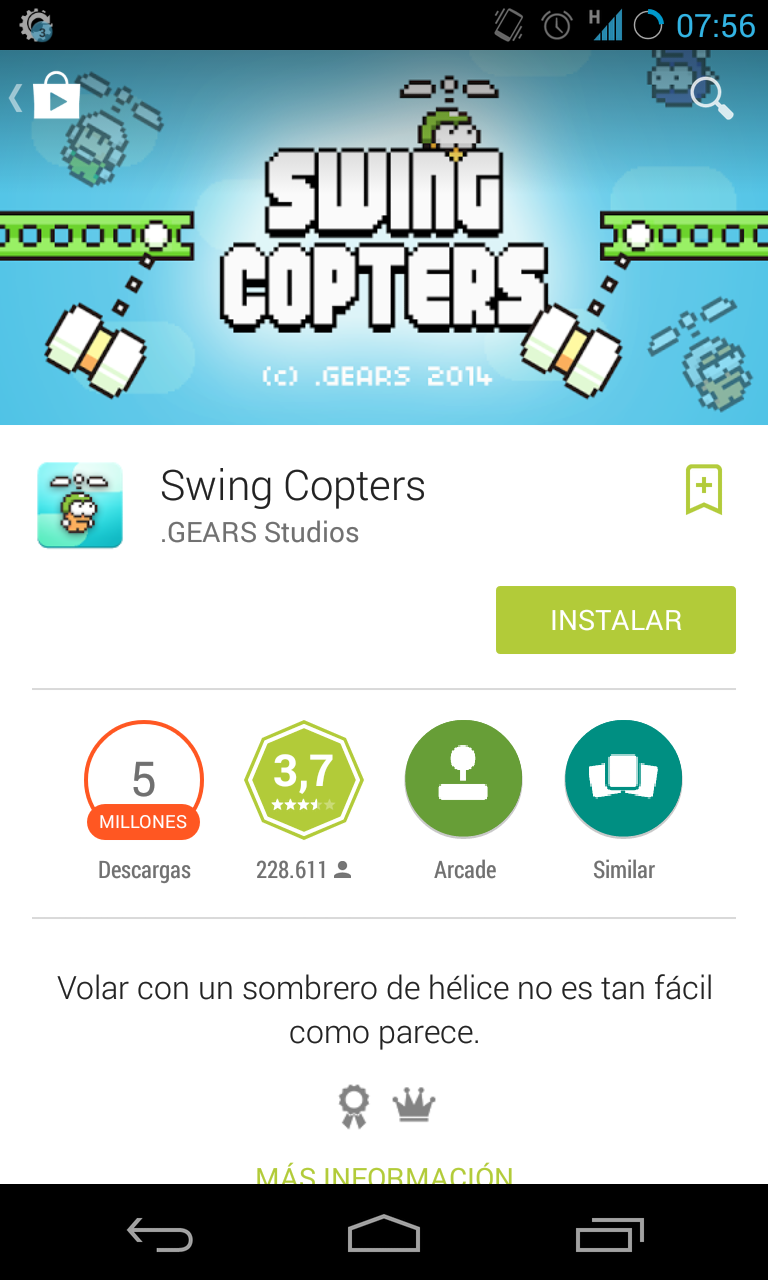 H 07:56
SWING
COPTERS
(c) .GEARS 2014
Swing Copters
.GEARS Studios
INSTALAR
5
MILLONES
3,7
Descargas
228.611
Arcade
Similar
Volar con un sombrero de hélice no es tan fácil
como parece.
MÁS INFORMACIÓN